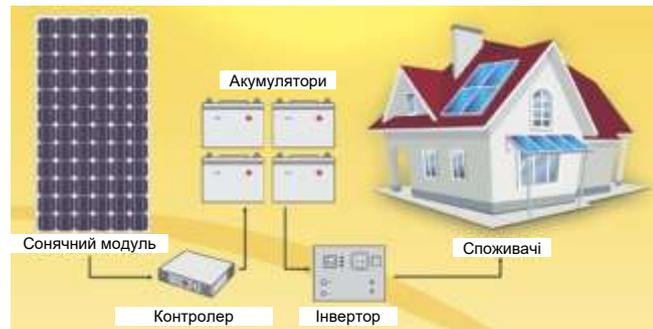 Акумулятори
Сонячний модуль
Споживачі
Контролер
Інвертор